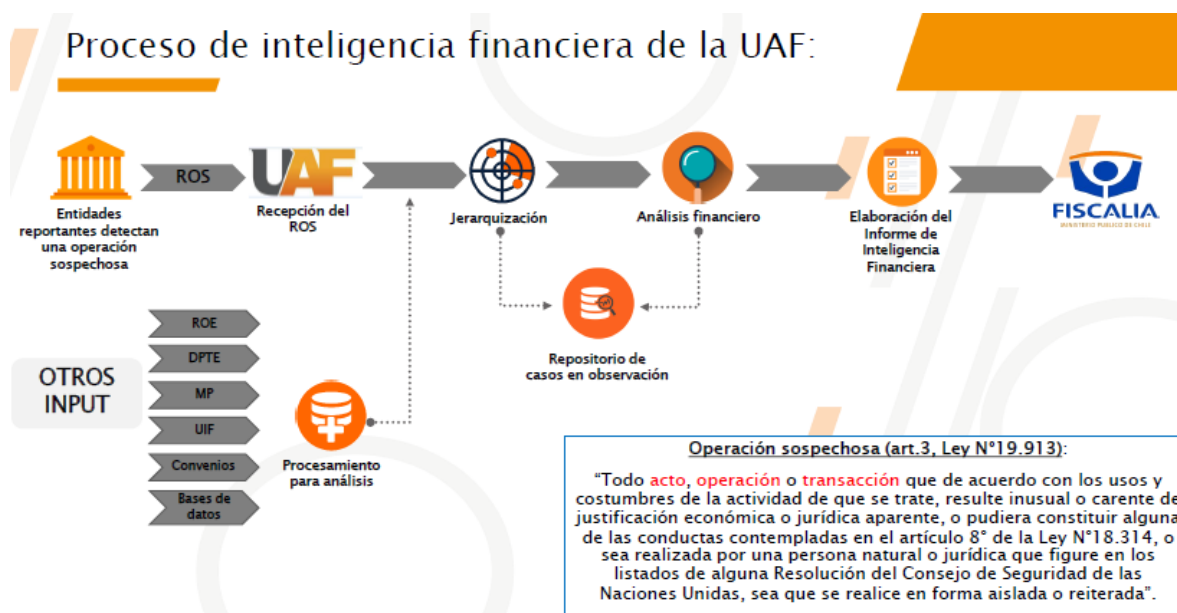 Proceso de inteligencia financiera de la UAF:
ROS
UAF
Entidades
reportantes detectan
una operación
sospechosa
Recepción del
ROS
Jerarquización
Análisis financiero
Elaboración del
Informe de
Inteligencia
Financiera
FISCALIA
MINISTERIO PUBLICO DE CHILE
Repositorio de
casos en observación
OTROS
INPUT
ROE
DPTE
MP
UIF
Convenios
Bases de
datos
Procesamiento
para análisis
Operación sospechosa (art.3, Ley N°19.913):
“Todo acto, operación o transacción que de acuerdo con los usos y
costumbres de la actividad de que se trate, resulte inusual o carente de
justificación económica o jurídica aparente, o pudiera constituir alguna
de las conductas contempladas en el artículo 8° de la Ley N°18.314, o
sea realizada por una persona natural o jurídica que figure en los
listados de alguna Resolución del Consejo de Seguridad de las
Naciones Unidas, sea que se realice en forma aislada o reiterada”.